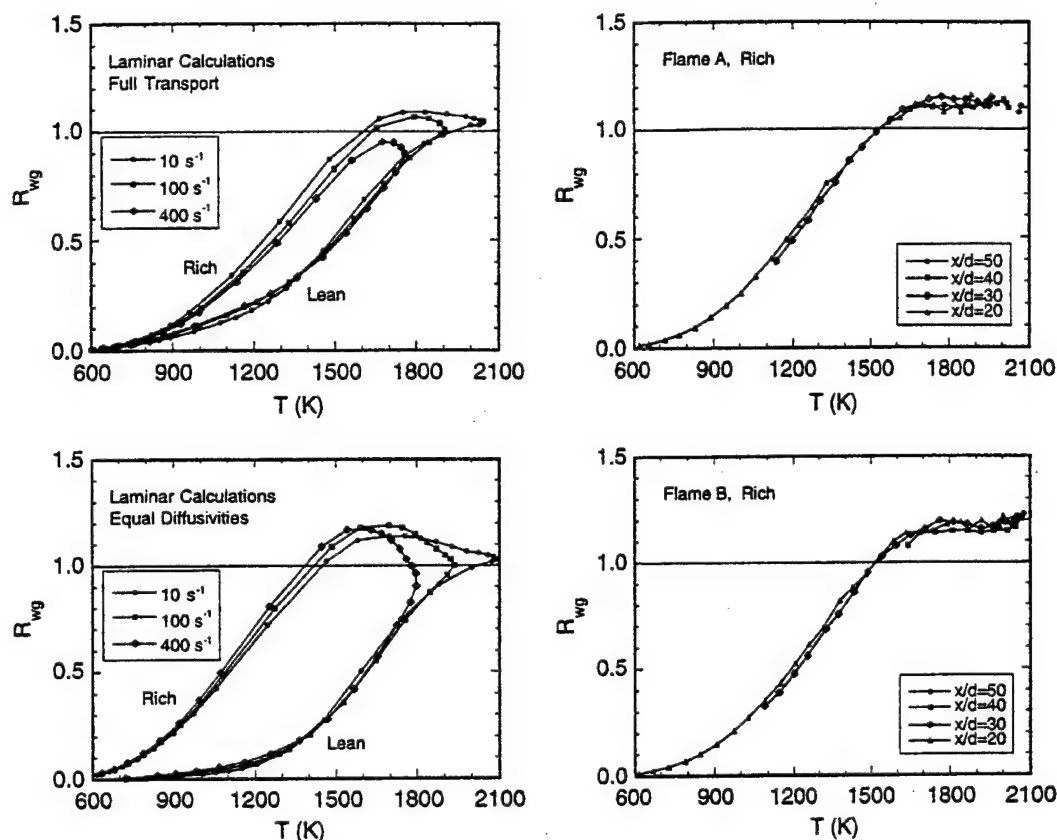 1.5
Laminar Calculations
Full Transport
1.0
10 s⁻¹
100 s⁻¹
400 s⁻¹
R_wg
0.5
Rich
Lean
0.0
600 900 1200 1500 1800 2100
T (K)
1.5
Flame A, Rich
1.0
R_wg
0.5
x/d=50
x/d=40
x/d=30
x/d=20
0.0
600 900 1200 1500 1800 2100
T (K)
1.5
Laminar Calculations
Equal Diffusivities
1.0
10 s⁻¹
100 s⁻¹
400 s⁻¹
R_wg
0.5
Rich
Lean
0.0
600 900 1200 1500 1800 2100
T (K)
1.5
Flame B, Rich
1.0
R_wg
0.5
x/d=50
x/d=40
x/d=30
x/d=20
0.0
600 900 1200 1500 1800 2100
T (K)